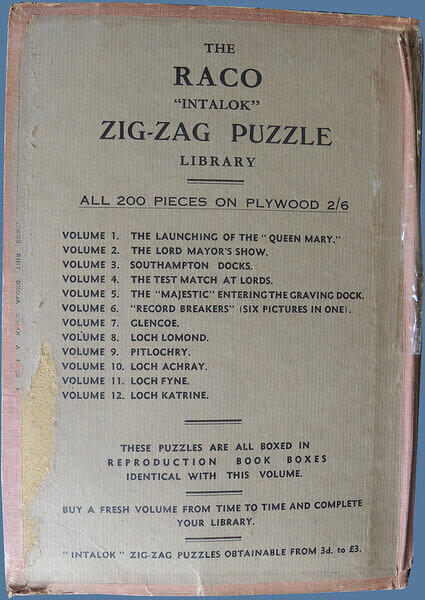 THE
RACO
"INTALOK"
ZIG-ZAG PUZZLE
LIBRARY
ALL 200 PIECES ON PLYWOOD 2/6
VOLUME 1. THE LAUNCHING OF THE "QUEEN MARY."
VOLUME 2. THE LORD MAYOR'S SHOW.
VOLUME 3. SOUTHAMPTON DOCKS.
VOLUME 4. THE TEST MATCH AT LORDS.
VOLUME 5. THE "MAJESTIC" ENTERING THE GRAVING DOCK.
VOLUME 6. "RECORD BREAKERS" (SIX PICTURES IN ONE).
VOLUME 7. GLENCOE.
VOLUME 8. LOCH LOMOND.
VOLUME 9. PITLOCHRY.
VOLUME 10. LOCH ACHRAY.
VOLUME 11. LOCH FYNE.
VOLUME 12. LOCH KATRINE.
THESE PUZZLES ARE ALL BOXED IN
REPRODUCTION BOOK BOXES
IDENTICAL WITH THIS VOLUME.
BUY A FRESH VOLUME FROM TIME TO TIME AND COMPLETE
YOUR LIBRARY.
"INTALOK" ZIG-ZAG PUZZLES OBTAINABLE FROM 3d. to £3.